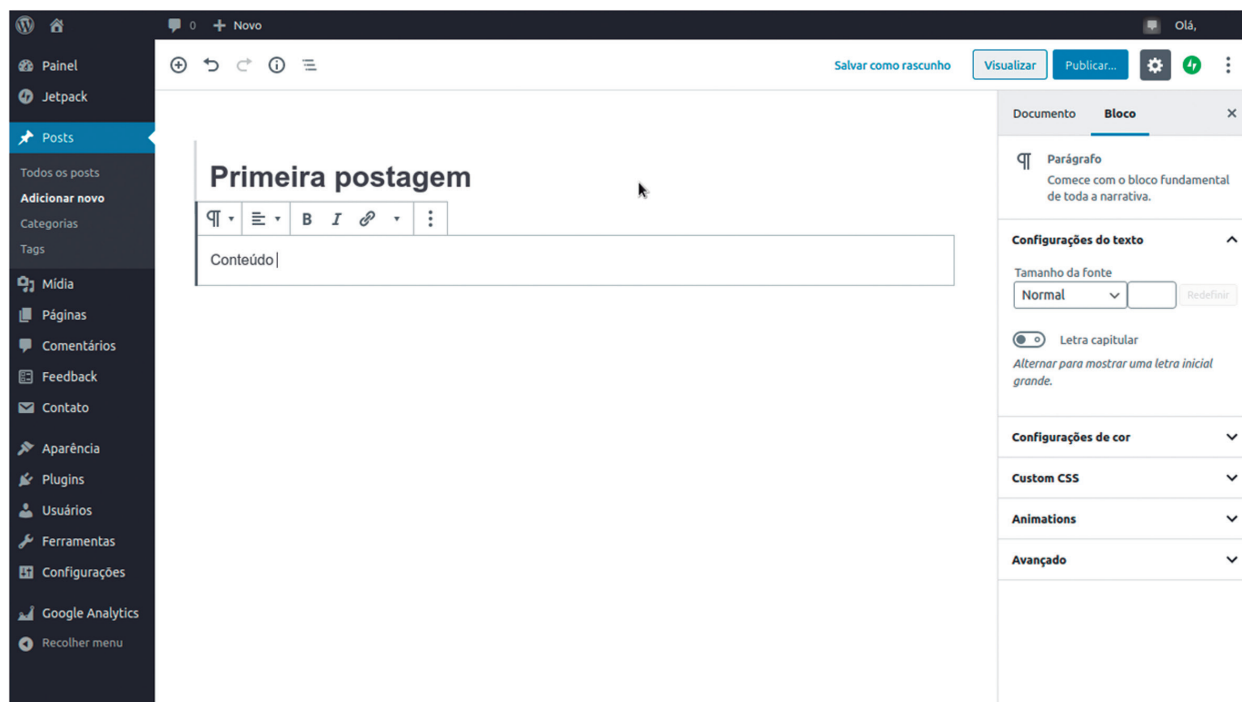 0 Novo
Olá,
Painel
Jetpack
Posts
Todos os posts
Adicionar novo
Categorias
Tags
Mídia
Páginas
Comentários
Feedback
Contato
Aparência
Plugins
Usuários
Ferramentas
Configurações
Google Analytics
Recolher menu
Salvar como rascunho
Visualizar
Publicar...
Primeira postagem
B I
Conteúdo
Documento Bloco
Parágrafo
Comece com o bloco fundamental
de toda a narrativa.
Configurações do texto
Tamanho da fonte
Normal
Redefinir
Letra capitular
Alternar para mostrar uma letra inicial
grande.
Configurações de cor
Custom CSS
Animations
Avançado